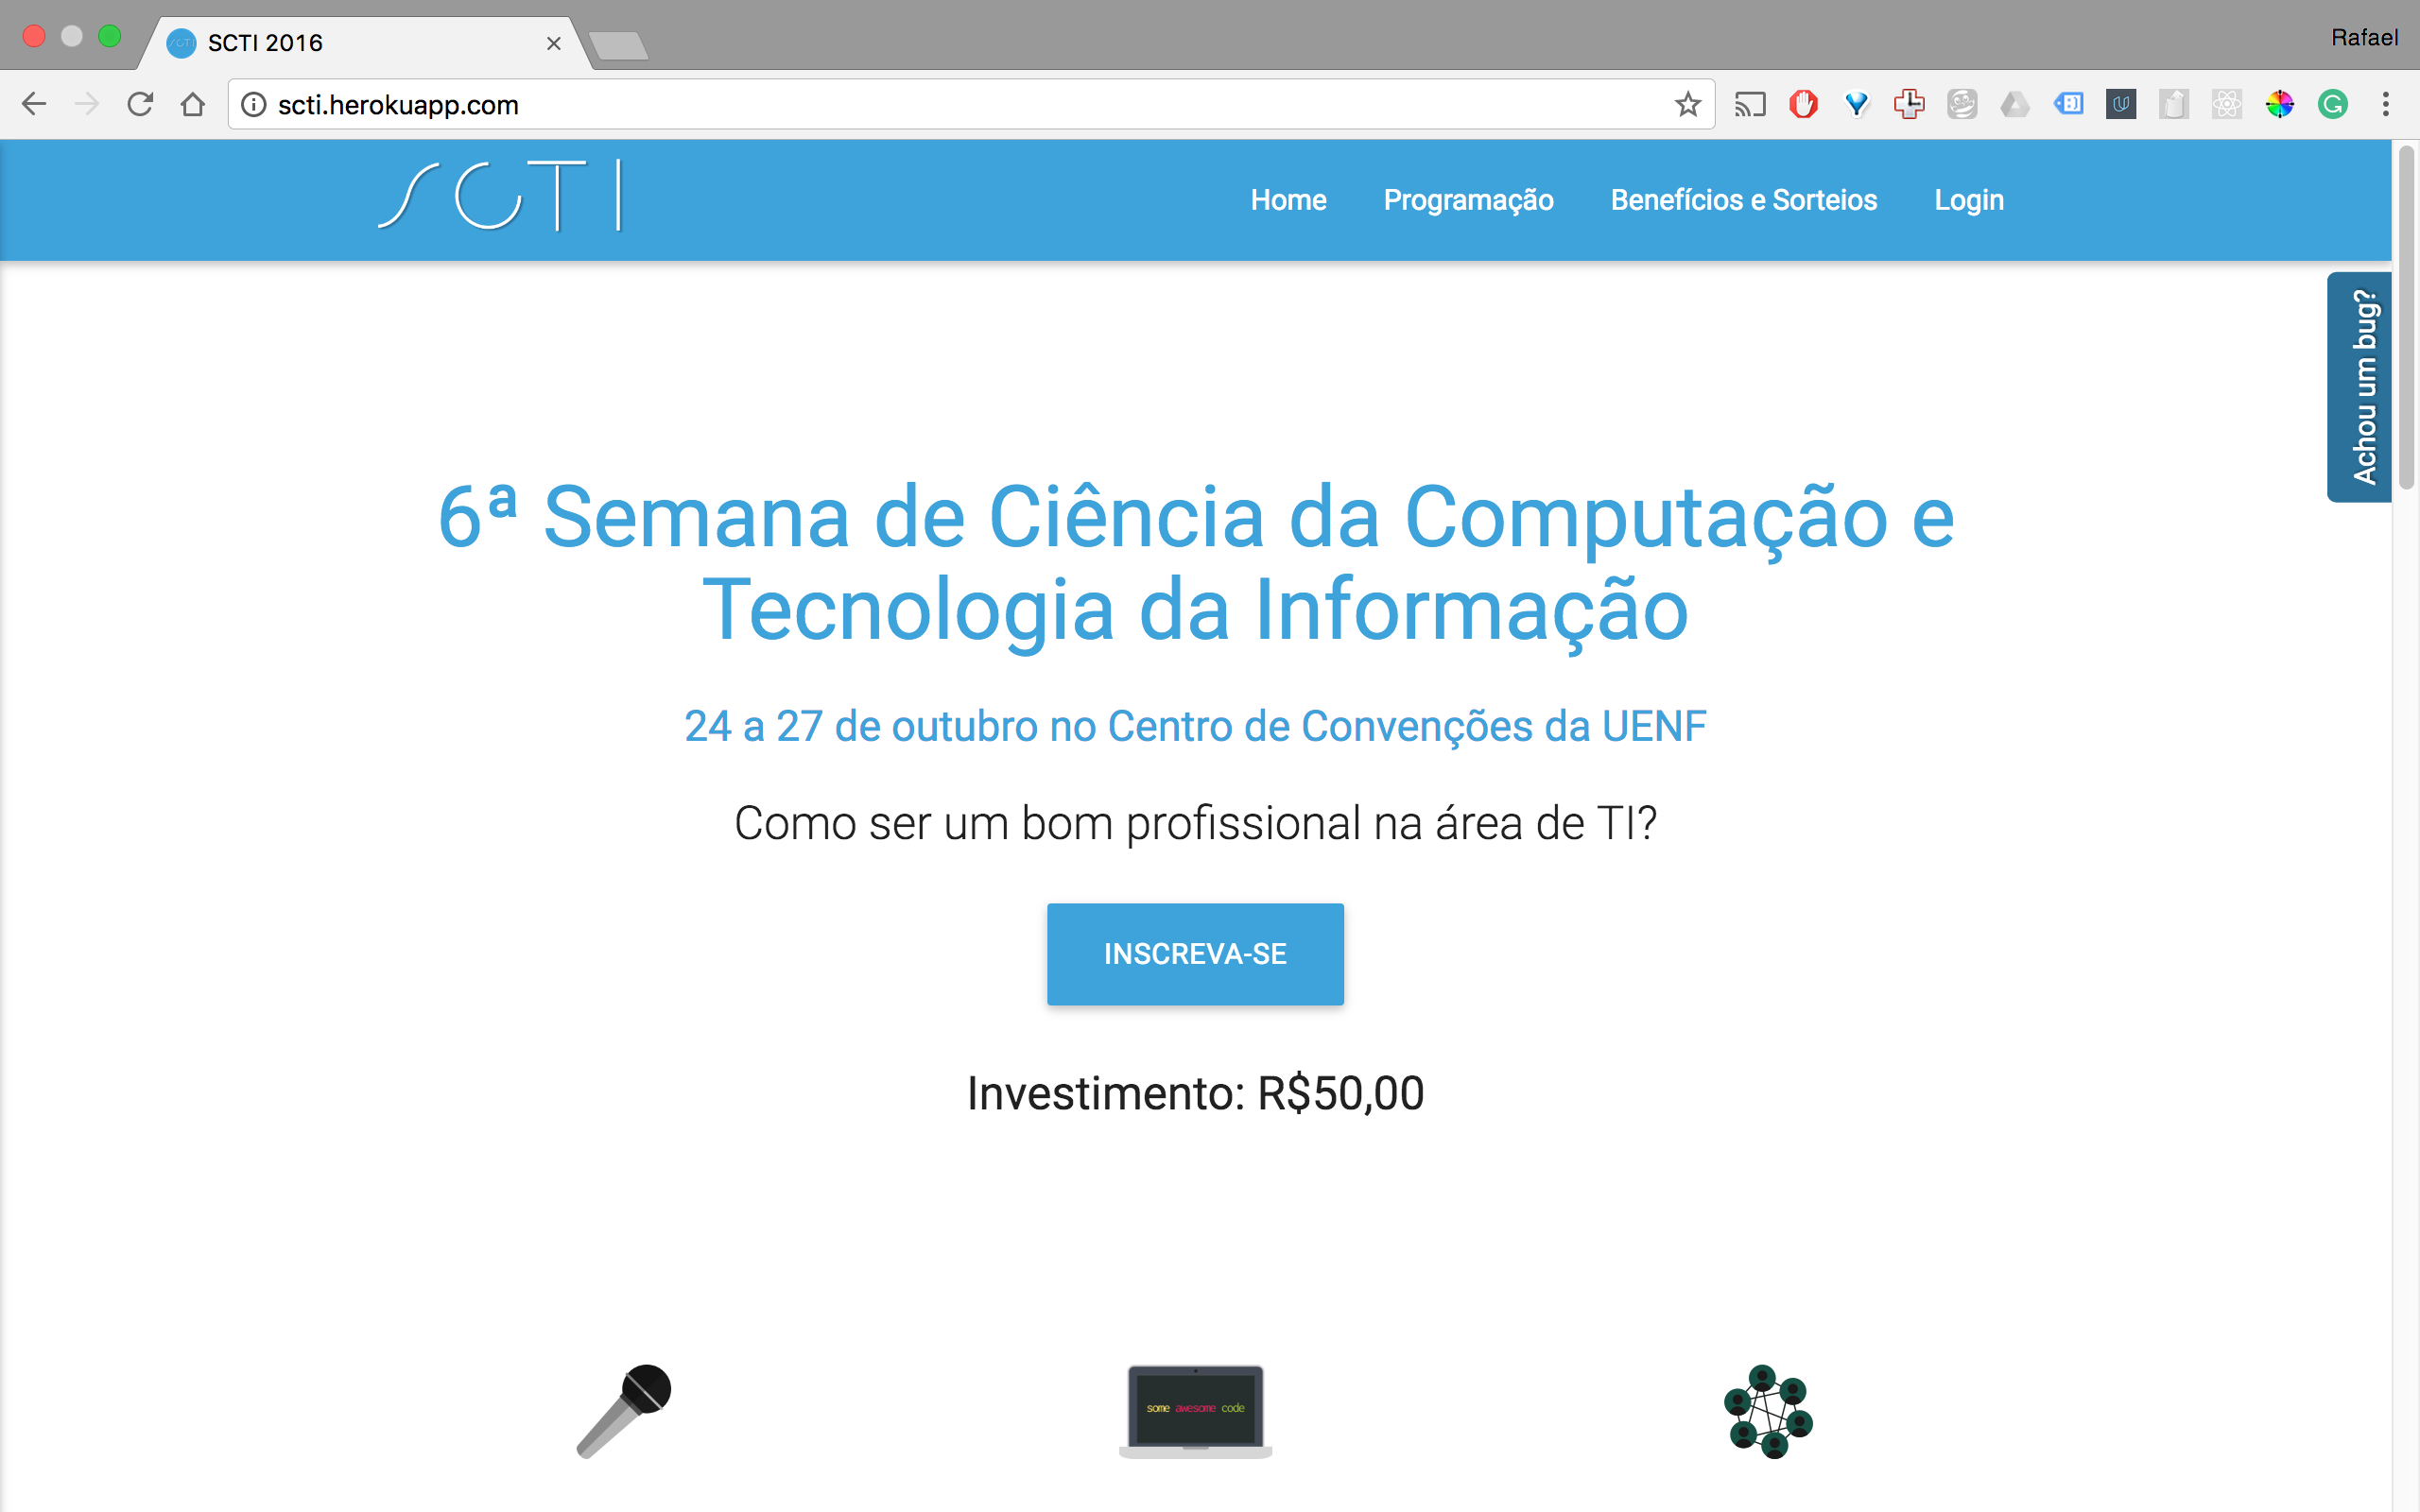 SCTI 2016
Rafael
scti.herokuapp.com
SCTI
Home
Programação
Benefícios e Sorteios
Login
Achou um bug?
6ª Semana de Ciência da Computação e
Tecnologia da Informação
24 a 27 de outubro no Centro de Convenções da UENF
Como ser um bom profissional na área de TI?
INSCREVA-SE
Investimento: R$50,00
some awesome code